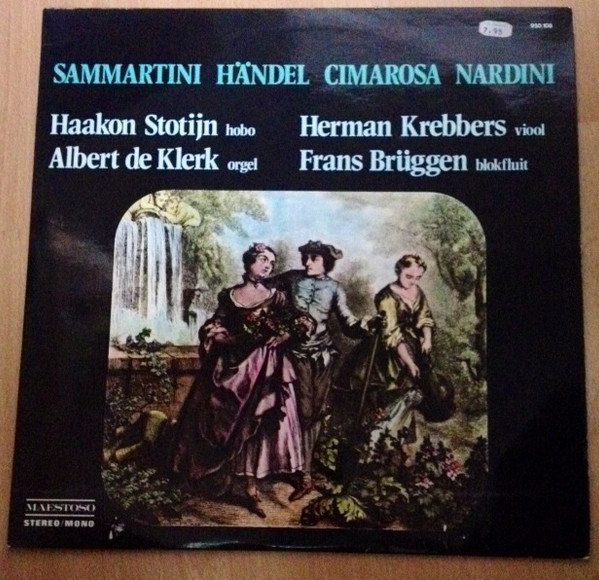 7.95
SAMMARTINI HÄNDEL CIMAROSA NARDINI
Haakon Stotijn hobo
Herman Krebbers viool
Albert de Klerk orgel
Frans Brüggen blokfluit
MAESTOSO
STEREO/MONO